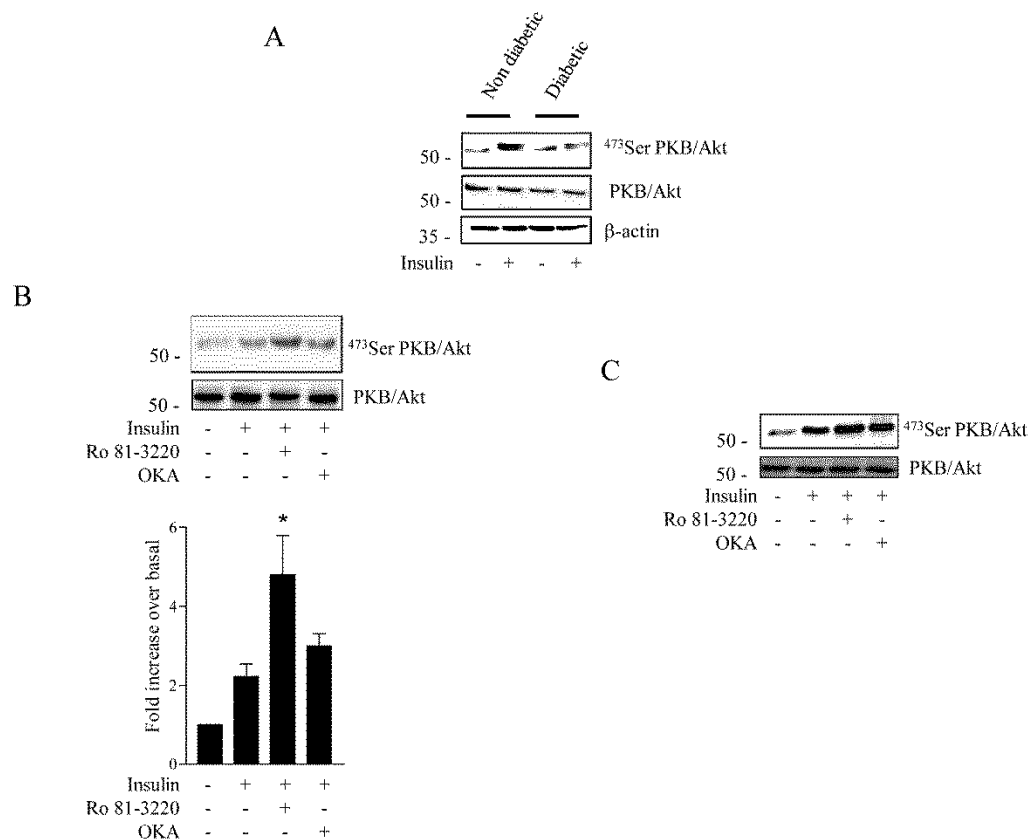 A
Non diabetic
Diabetic
50 -
⁴⁷³Ser PKB/Akt
50 -
PKB/Akt
35 -
β-actin
Insulin - + - +
B
50 -
⁴⁷³Ser PKB/Akt
50 -
PKB/Akt
Insulin - + + +
Ro 81-3220 - - + -
OKA - - - +
6
*
4
2
0
Fold increase over basal
Insulin - + + +
Ro 81-3220 - - + -
OKA - - - +
C
50 -
⁴⁷³Ser PKB/Akt
50 -
PKB/Akt
Insulin - + + +
Ro 81-3220 - - + -
OKA - - - +